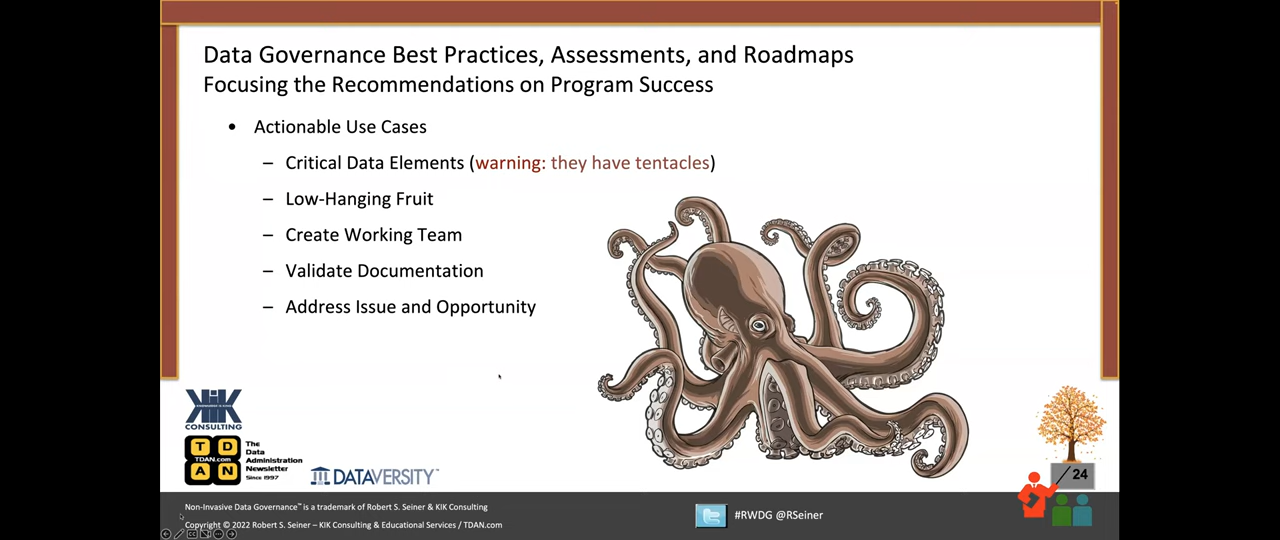 Data Governance Best Practices, Assessments, and Roadmaps
Focusing the Recommendations on Program Success
• Actionable Use Cases
– Critical Data Elements (warning: they have tentacles)
– Low-Hanging Fruit
– Create Working Team
– Validate Documentation
– Address Issue and Opportunity
KIK
CONSULTING
T D
TDAN.com
A N
The
Data
Administration
Newsletter
Since 1997
DATAVERSITY™
24
Non-Invasive Data Governance™ is a trademark of Robert S. Seiner & KIK Consulting
Copyright © 2022 Robert S. Seiner – KIK Consulting & Educational Services / TDAN.com
#RWDG @RSeiner